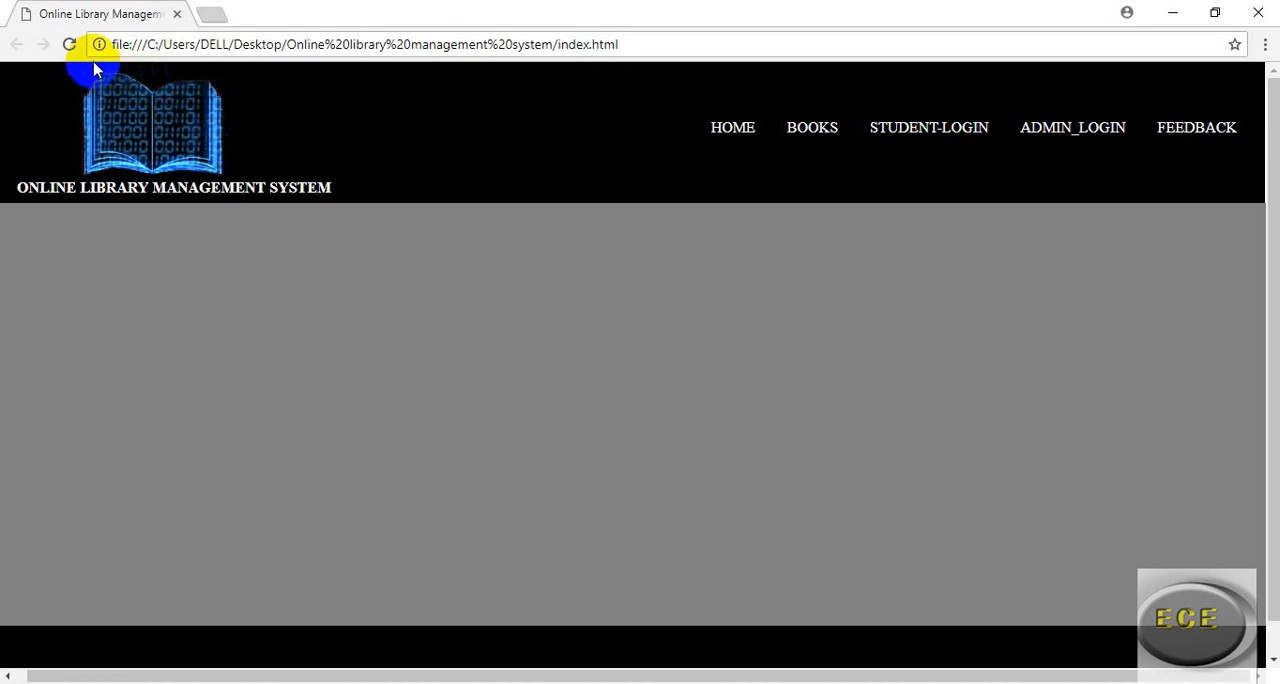 Online Library Managem
file:///C:/Users/DELL/Desktop/Online%20library%20management%20system/index.html
HOME BOOKS STUDENT-LOGIN ADMIN_LOGIN FEEDBACK
ONLINE LIBRARY MANAGEMENT SYSTEM
ECE